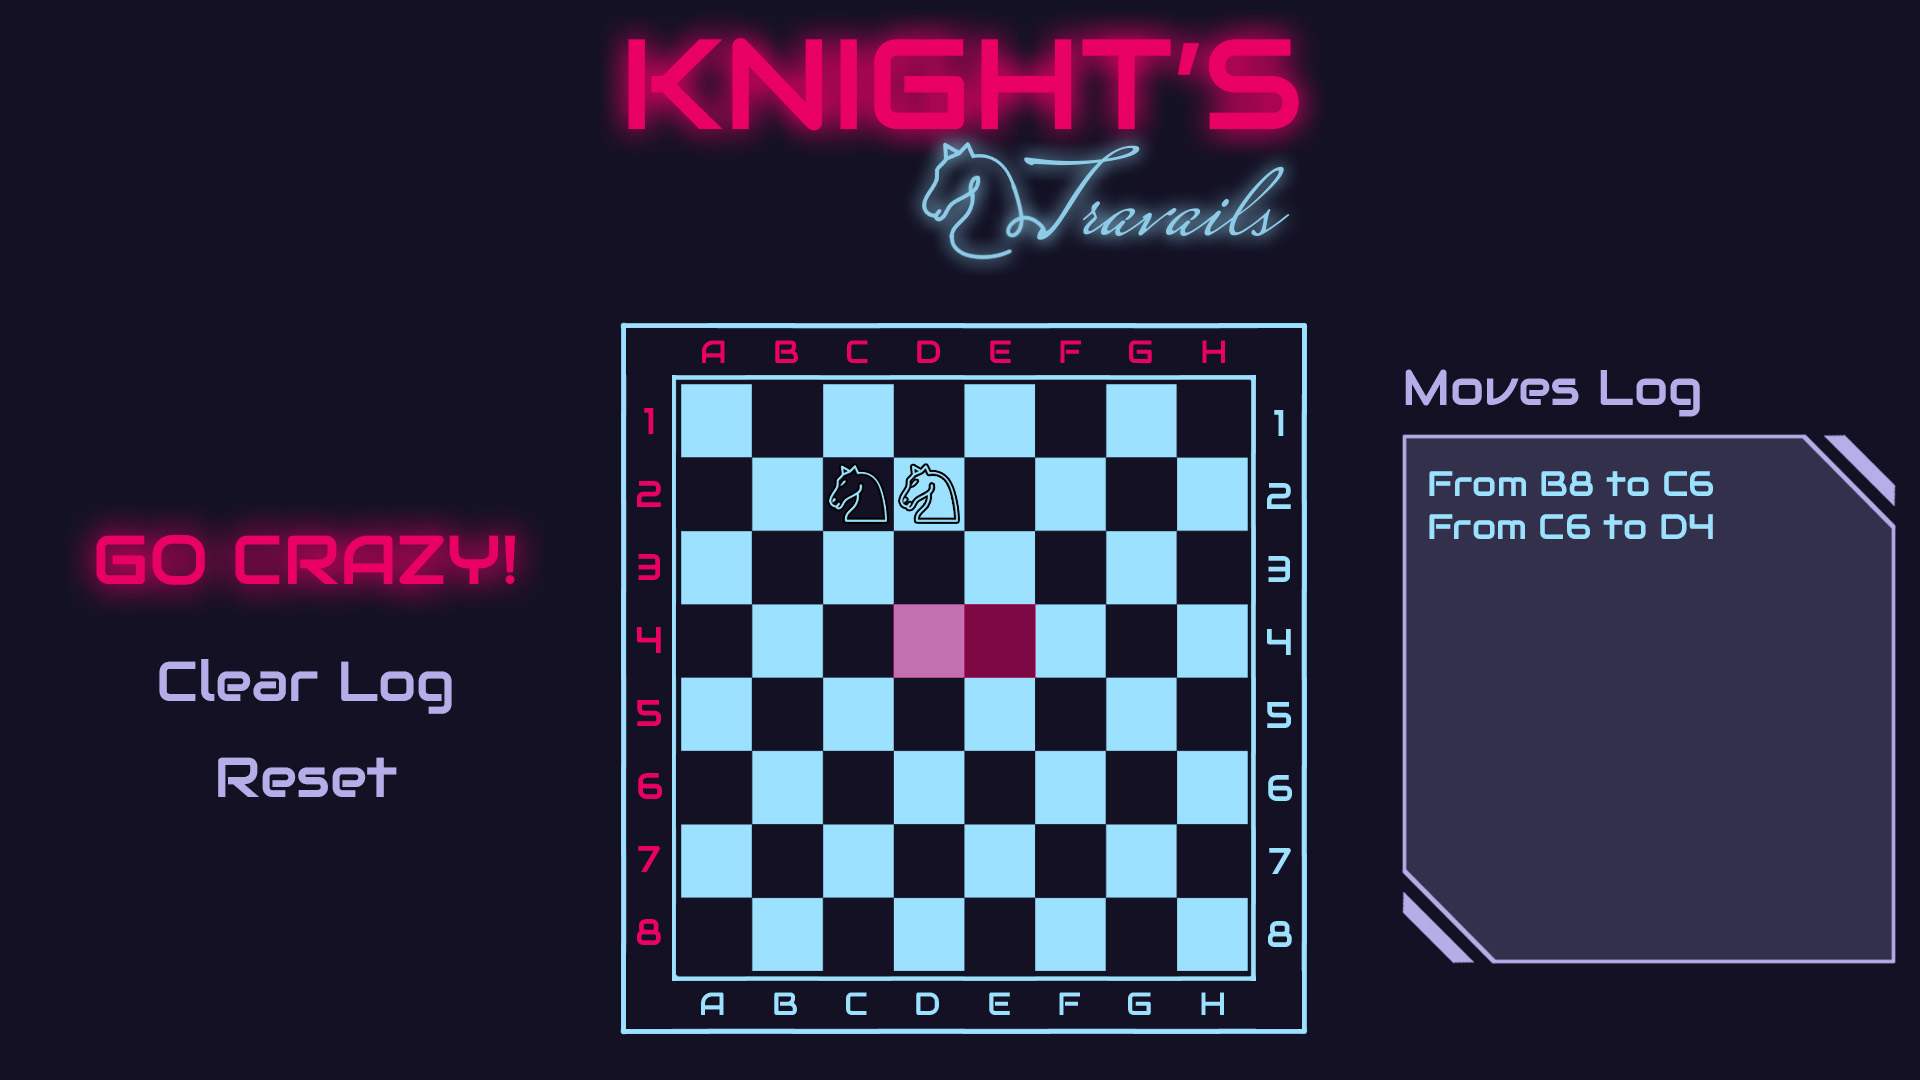 KNIGHT'S
Travails
A B C D E F G H
1 1
2 2
3 3
4 4
5 5
6 6
7 7
8 8
A B C D E F G H
GO CRAZY!
Clear Log
Reset
Moves Log
From B8 to C6
From C6 to D4